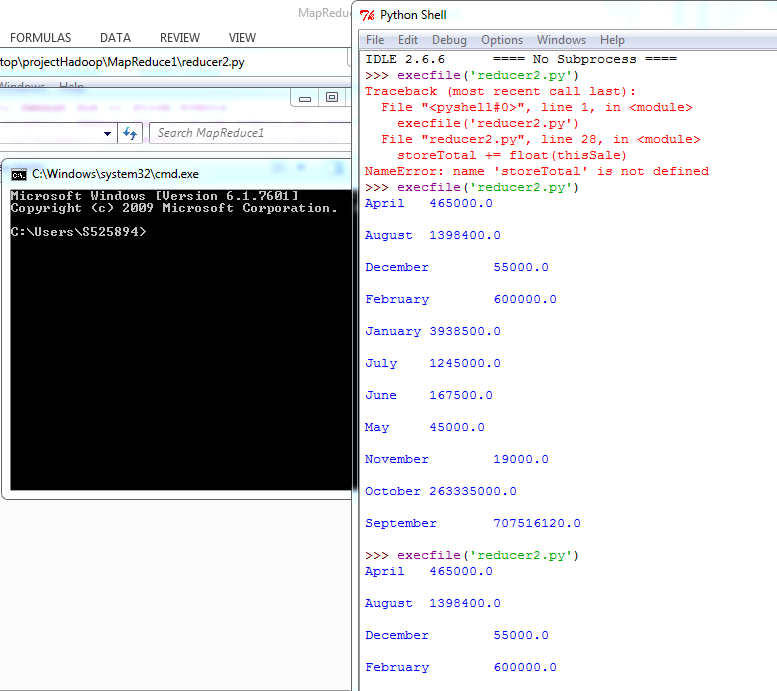 MapReduc
FORMULAS DATA REVIEW VIEW
top\projectHadoop\MapReduce1\reducer2.py
Windows Help
Search MapReduce1
C:\Windows\system32\cmd.exe
Microsoft Windows [Version 6.1.7601]
Copyright (c) 2009 Microsoft Corporation.
C:\Users\S525894>
Python Shell
File Edit Debug Options Windows Help
IDLE 2.6.6 ==== No Subprocess ====
>>> execfile('reducer2.py')
Traceback (most recent call last):
File "<pyshell#0>", line 1, in <module>
execfile('reducer2.py')
File "reducer2.py", line 28, in <module>
storeTotal += float(thisSale)
NameError: name 'storeTotal' is not defined
>>> execfile('reducer2.py')
April 465000.0
August 1398400.0
December 55000.0
February 600000.0
January 3938500.0
July 1245000.0
June 167500.0
May 45000.0
November 19000.0
October 263335000.0
September 707516120.0
>>> execfile('reducer2.py')
April 465000.0
August 1398400.0
December 55000.0
February 600000.0